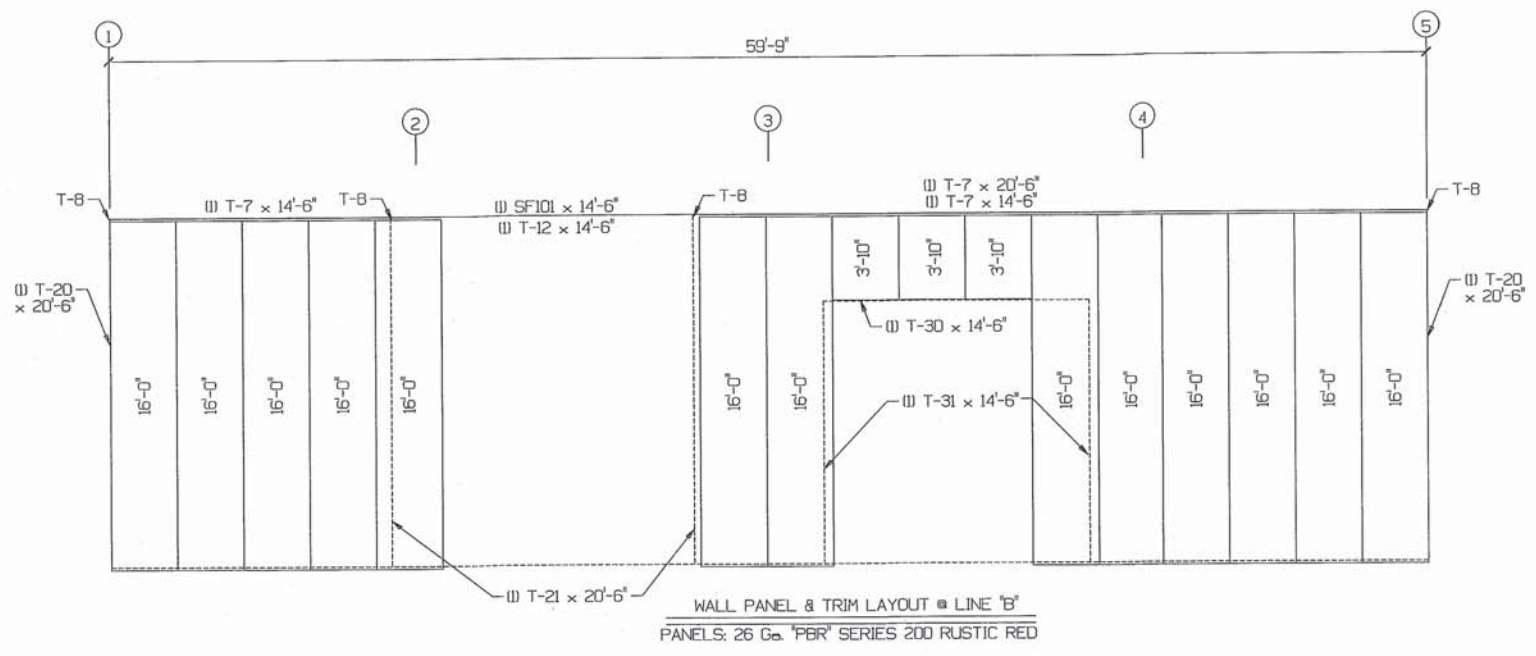 1
5
59'-9"
2
3
4
T-8
(1) T-7 x 14'-6"
T-8
(1) SF101 x 14'-6"
(1) T-12 x 14'-6"
T-8
(1) T-7 x 20'-6"
(1) T-7 x 14'-6"
T-8
3'-10"
3'-10"
3'-10"
(1) T-20
x 20'-6"
(1) T-20
x 20'-6"
(1) T-30 x 14'-6"
16'-0"
16'-0"
16'-0"
16'-0"
16'-0"
16'-0"
16'-0"
(1) T-31 x 14'-6"
16'-0"
16'-0"
16'-0"
16'-0"
16'-0"
16'-0"
(1) T-21 x 20'-6"
WALL PANEL & TRIM LAYOUT @ LINE "B"
PANELS: 26 Ga. "PBR" SERIES 200 RUSTIC RED